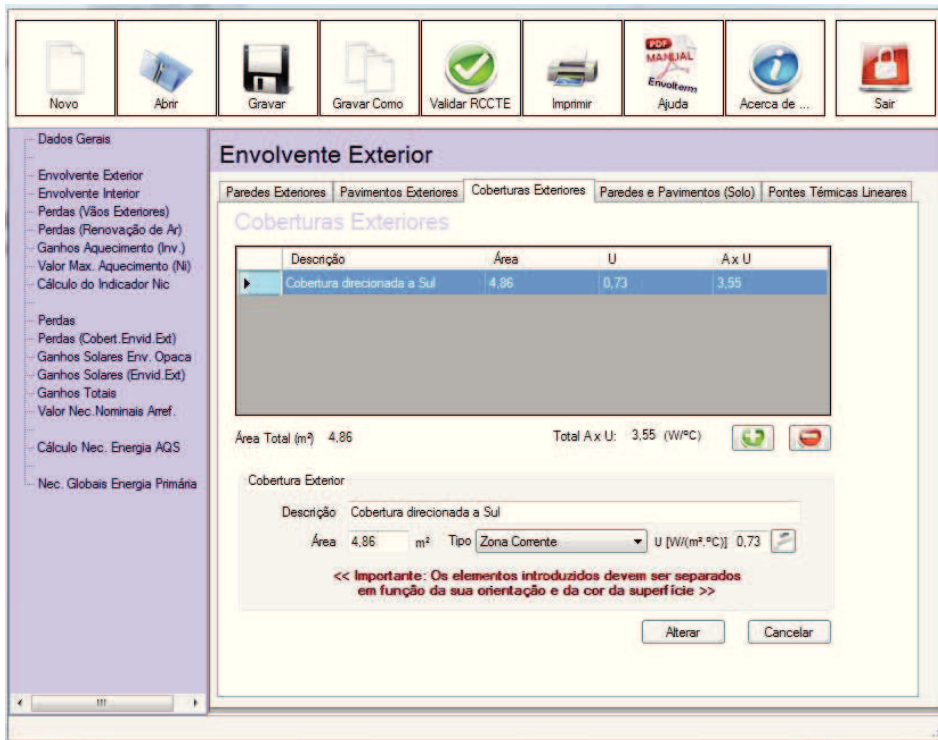 PDF
MANUAL
Envolterm
Novo
Abrir
Gravar
Gravar Como
Validar RCCTE
Imprimir
Ajuda
Acerca de ...
Sair
Dados Gerais
Envolvente Exterior
Envolvente Interior
Perdas (Vãos Exteriores)
Perdas (Renovação de Ar)
Ganhos Aquecimento (Inv.)
Valor Max. Aquecimento (Ni)
Cálculo do Indicador Nic
Perdas
Perdas (Cobert.Envid.Ext)
Ganhos Solares Env. Opaca
Ganhos Solares (Envid.Ext)
Ganhos Totais
Valor Nec.Nominais Arref.
Cálculo Nec. Energia AQS
Nec. Globais Energia Primária
Envolvente Exterior
Paredes Exteriores Pavimentos Exteriores Coberturas Exteriores Paredes e Pavimentos (Solo) Pontes Térmicas Lineares
Coberturas Exteriores
Descrição Área U A x U
Cobertura direcionada a Sul 4,86 0,73 3,55
Área Total (m²) 4,86 Total A x U: 3,55 (W/ºC)
Cobertura Exterior
Descrição Cobertura direcionada a Sul
Área 4,86 m² Tipo Zona Corrente U [W/(m².ºC)] 0,73
<< Importante: Os elementos introduzidos devem ser separados
em função da sua orientação e da cor da superfície >>
Alterar Cancelar